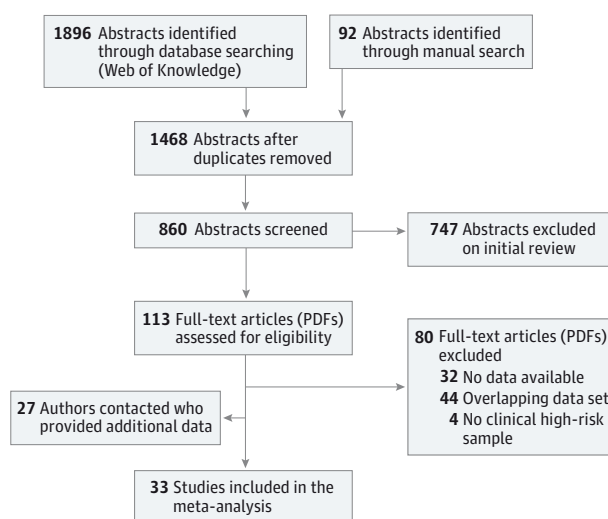 1896 Abstracts identified
through database searching
(Web of Knowledge)
92 Abstracts identified
through manual search
1468 Abstracts after
duplicates removed
860 Abstracts screened
747 Abstracts excluded
on initial review
113 Full-text articles (PDFs)
assessed for eligibility
80 Full-text articles (PDFs)
excluded
32 No data available
44 Overlapping data set
4 No clinical high-risk
sample
27 Authors contacted who
provided additional data
33 Studies included in the
meta-analysis